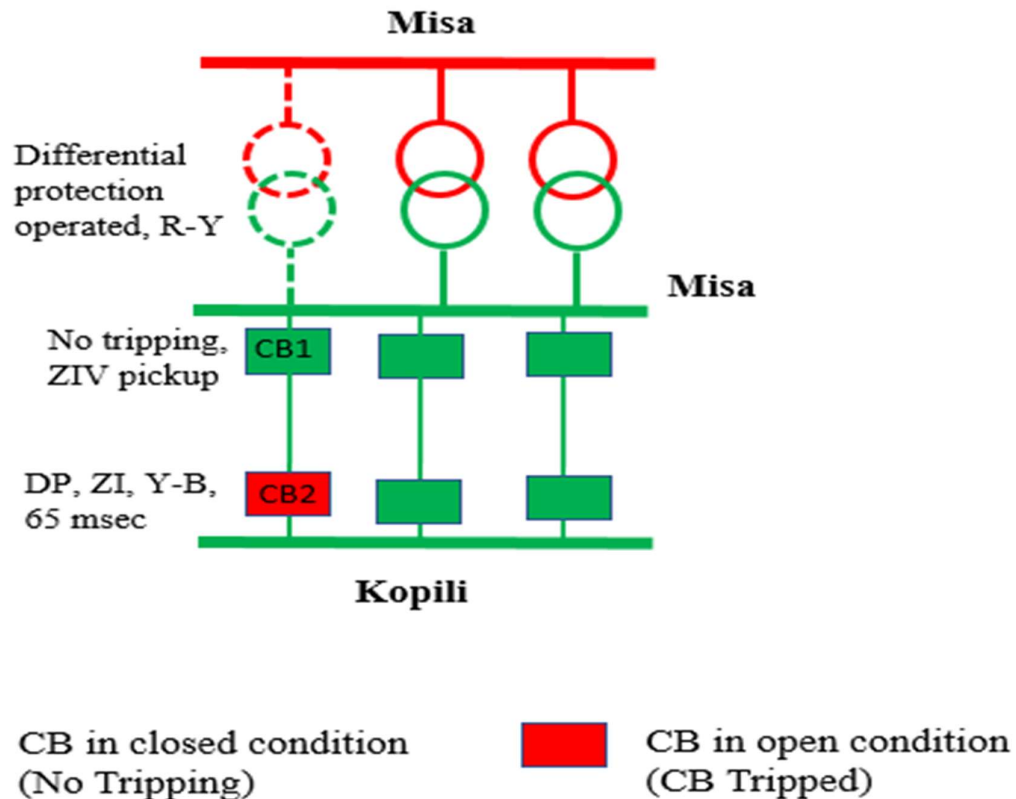 Misa
Differential
protection
operated, R-Y
Misa
No tripping,
ZIV pickup
CB1
DP, ZI, Y-B,
65 msec
CB2
Kopili
CB in closed condition
(No Tripping)
CB in open condition
(CB Tripped)